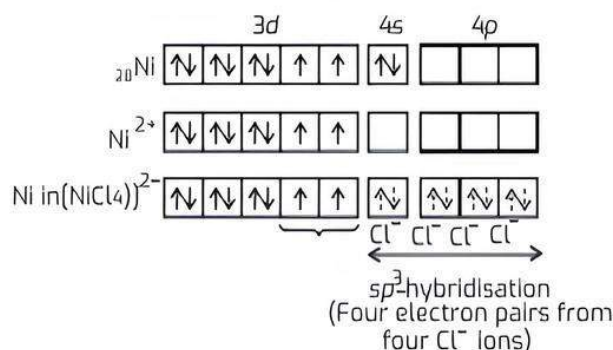 3d 4s 4p
₂₀Ni
Ni²⁺
Ni in(NiCl₄))²⁻
Cl⁻ Cl⁻ Cl⁻ Cl⁻
sp³-hybridisation
(Four electron pairs from
four Cl⁻ ions)